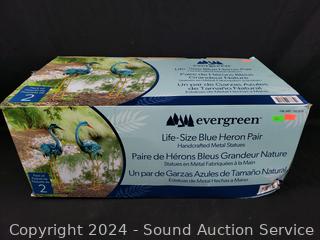 evergreen
Life-Size Blue Heron Pair
Handcrafted Metal Statues
Paire de Hérons Bleus
Grandeur Nature
Un par de Garzas Azules
de Tamaño Natural
2
evergreen
Life-Size Blue Heron Pair
Handcrafted Metal Statues
Paire de Hérons Bleus Grandeur Nature
Statues en Métal Fabriquées à la Main
Un par de Garzas Azules de Tamaño Natural
Estatuas de Metal Hechas a Mano
2
Copyright 2024 - Sound Auction Service